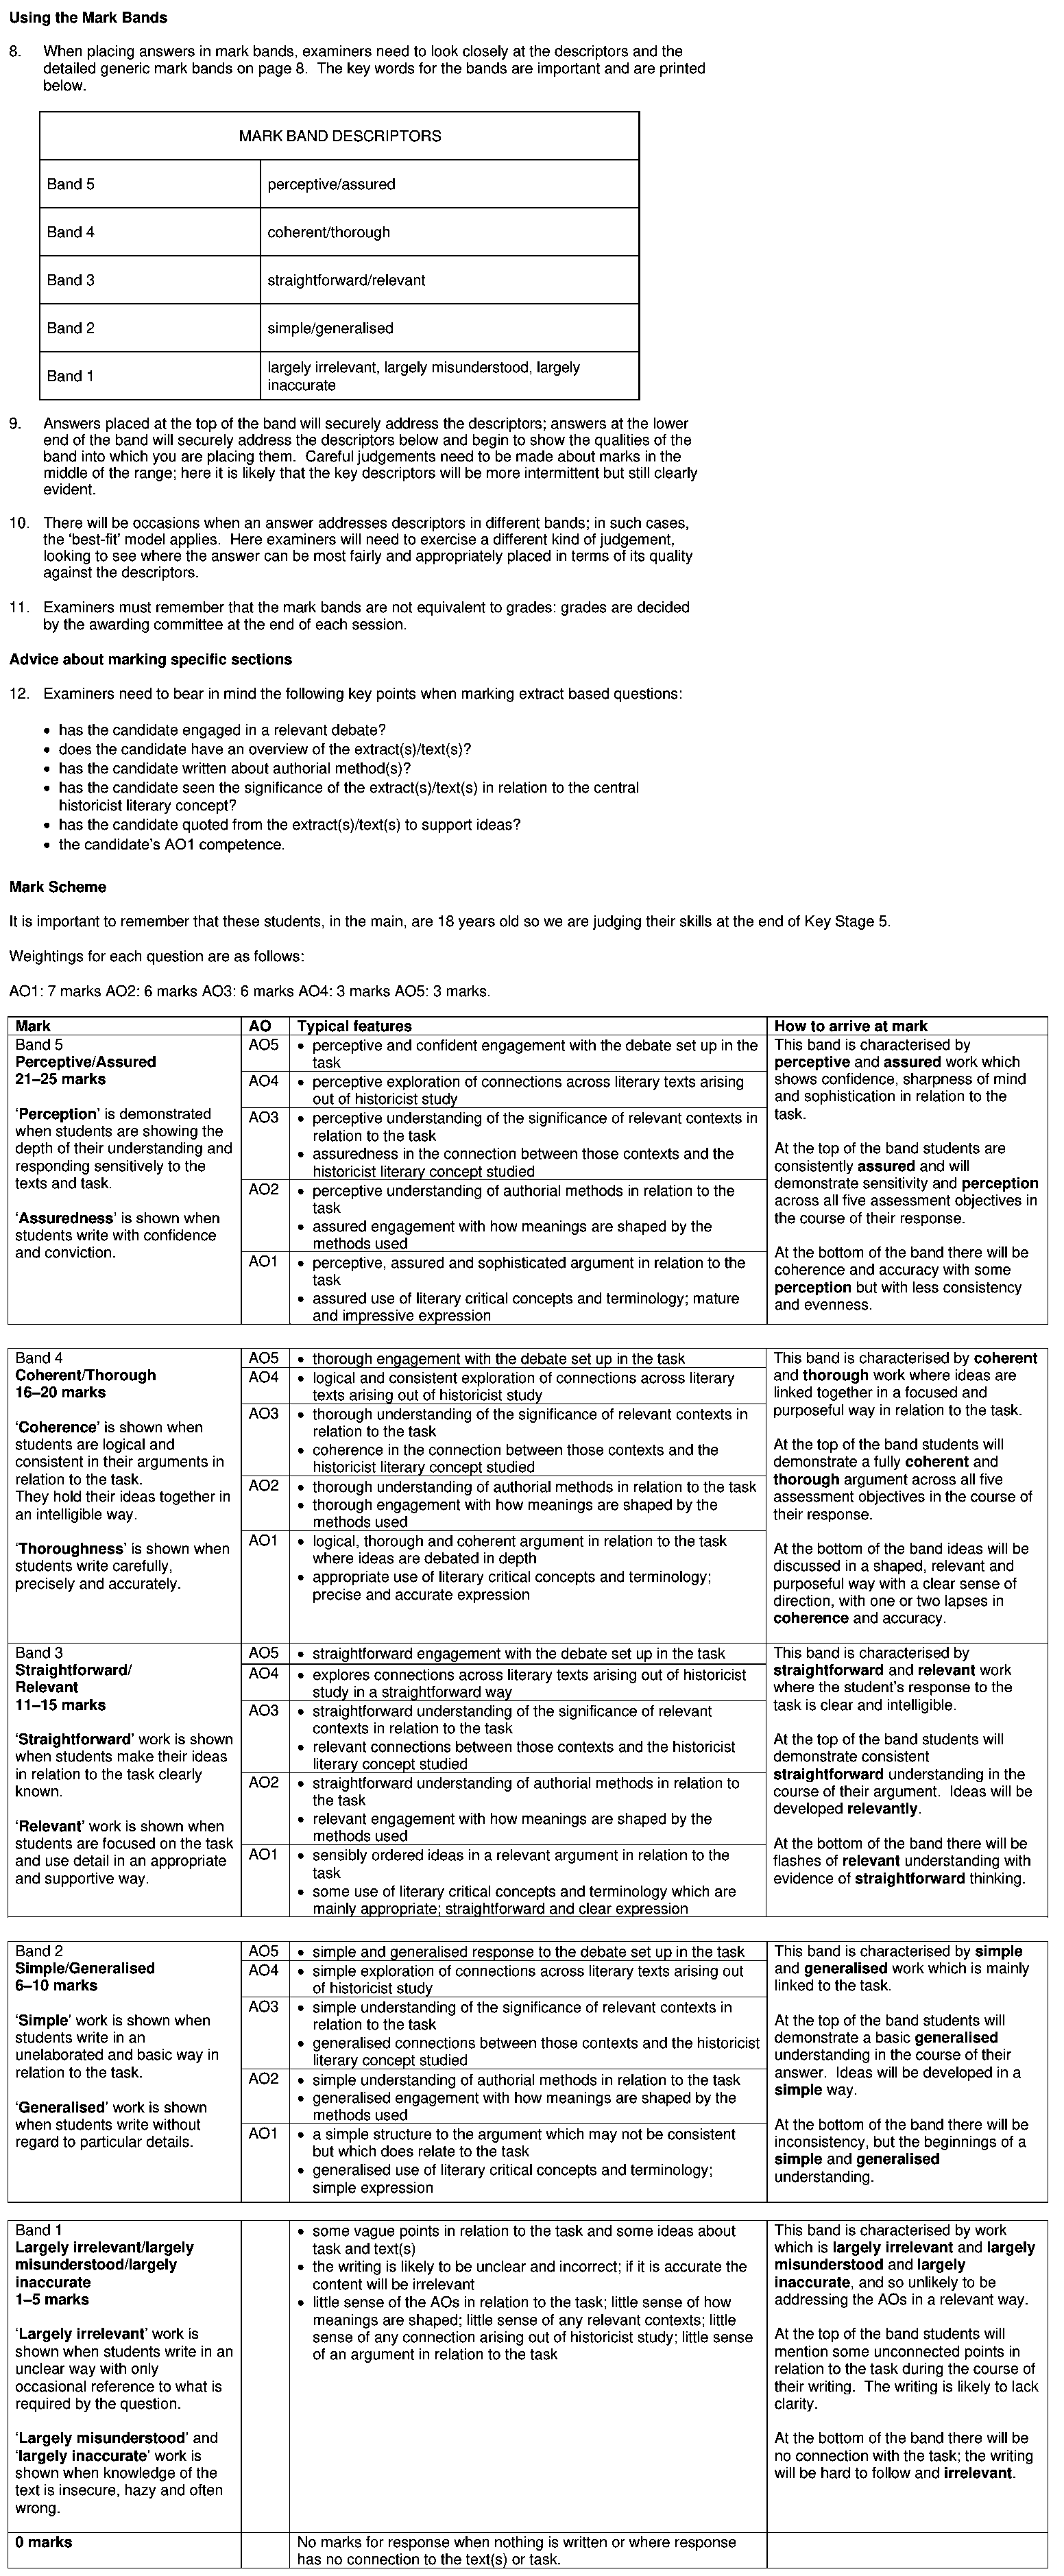 Using the Mark Bands
8. When placing answers in mark bands, examiners need to look closely at the descriptors and the
detailed generic mark bands on page 8. The key words for the bands are important and are printed
below.
MARK BAND DESCRIPTORS
Band 5 perceptive/assured
Band 4 coherent/thorough
Band 3 straightforward/relevant
Band 2 simple/generalised
Band 1 largely irrelevant, largely misunderstood, largely
inaccurate
9. Answers placed at the top of the band will securely address the descriptors; answers at the lower
end of the band will securely address the descriptors below and begin to show the qualities of the
band into which you are placing them. Careful judgements need to be made about marks in the
middle of the range; here it is likely that the key descriptors will be more intermittent but still clearly
evident.
10. There will be occasions when an answer addresses descriptors in different bands; in such cases,
the 'best-fit' model applies. Here examiners will need to exercise a different kind of judgement,
looking to see where the answer can be most fairly and appropriately placed in terms of its quality
against the descriptors.
11. Examiners must remember that the mark bands are not equivalent to grades: grades are decided
by the awarding committee at the end of each session.
Advice about marking specific sections
12. Examiners need to bear in mind the following key points when marking extract based questions:
• has the candidate engaged in a relevant debate?
• does the candidate have an overview of the extract(s)/text(s)?
• has the candidate written about authorial method(s)?
• has the candidate seen the significance of the extract(s)/text(s) in relation to the central
historicist literary concept?
• has the candidate quoted from the extract(s)/text(s) to support ideas?
• the candidate's AO1 competence.
Mark Scheme
It is important to remember that these students, in the main, are 18 years old so we are judging their skills at the end of Key Stage 5.
Weightings for each question are as follows:
AO1: 7 marks AO2: 6 marks AO3: 6 marks AO4: 3 marks AO5: 3 marks.
Mark AO Typical features How to arrive at mark
Band 5
Perceptive/Assured
21–25 marks
'Perception' is demonstrated
when students are showing the
depth of their understanding and
responding sensitively to the
texts and task.
'Assuredness' is shown when
students write with confidence
and conviction.
AO5 • perceptive and confident engagement with the debate set up in the
task
AO4 • perceptive exploration of connections across literary texts arising
out of historicist study
AO3 • perceptive understanding of the significance of relevant contexts in
relation to the task
• assuredness in the connection between those contexts and the
historicist literary concept studied
AO2 • perceptive understanding of authorial methods in relation to the
task
• assured engagement with how meanings are shaped by the
methods used
AO1 • perceptive, assured and sophisticated argument in relation to the
task
• assured use of literary critical concepts and terminology; mature
and impressive expression
This band is characterised by
perceptive and assured work which
shows confidence, sharpness of mind
and sophistication in relation to the
task.
At the top of the band students are
consistently assured and will
demonstrate sensitivity and perception
across all five assessment objectives in
the course of their response.
At the bottom of the band there will be
coherence and accuracy with some
perception but with less consistency
and evenness.
Band 4
Coherent/Thorough
16–20 marks
'Coherence' is shown when
students are logical and
consistent in their arguments in
relation to the task.
They hold their ideas together in
an intelligible way.
'Thoroughness' is shown when
students write carefully,
precisely and accurately.
AO5 • thorough engagement with the debate set up in the task
AO4 • logical and consistent exploration of connections across literary
texts arising out of historicist study
AO3 • thorough understanding of the significance of relevant contexts in
relation to the task
• coherence in the connection between those contexts and the
historicist literary concept studied
AO2 • thorough understanding of authorial methods in relation to the task
• thorough engagement with how meanings are shaped by the
methods used
AO1 • logical, thorough and coherent argument in relation to the task
where ideas are debated in depth
• appropriate use of literary critical concepts and terminology;
precise and accurate expression
This band is characterised by coherent
and thorough work where ideas are
linked together in a focused and
purposeful way in relation to the task.
At the top of the band students will
demonstrate a fully coherent and
thorough argument across all five
assessment objectives in the course of
their response.
At the bottom of the band ideas will be
discussed in a shaped, relevant and
purposeful way with a clear sense of
direction, with one or two lapses in
coherence and accuracy.
Band 3
Straightforward/
Relevant
11–15 marks
'Straightforward' work is shown
when students make their ideas
in relation to the task clearly
known.
'Relevant' work is shown when
students are focused on the task
and use detail in an appropriate
and supportive way.
AO5 • straightforward engagement with the debate set up in the task
AO4 • explores connections across literary texts arising out of historicist
study in a straightforward way
AO3 • straightforward understanding of the significance of relevant
contexts in relation to the task
• relevant connections between those contexts and the historicist
literary concept studied
AO2 • straightforward understanding of authorial methods in relation to
the task
• relevant engagement with how meanings are shaped by the
methods used
AO1 • sensibly ordered ideas in a relevant argument in relation to the
task
• some use of literary critical concepts and terminology which are
mainly appropriate; straightforward and clear expression
This band is characterised by
straightforward and relevant work
where the student's response to the
task is clear and intelligible.
At the top of the band students will
demonstrate consistent
straightforward understanding in the
course of their argument. Ideas will be
developed relevantly.
At the bottom of the band there will be
flashes of relevant understanding with
evidence of straightforward thinking.
Band 2
Simple/Generalised
6–10 marks
'Simple' work is shown when
students write in an
unelaborated and basic way in
relation to the task.
'Generalised' work is shown
when students write without
regard to particular details.
AO5 • simple and generalised response to the debate set up in the task
AO4 • simple exploration of connections across literary texts arising out
of historicist study
AO3 • simple understanding of the significance of relevant contexts in
relation to the task
• generalised connections between those contexts and the historicist
literary concept studied
AO2 • simple understanding of authorial methods in relation to the task
• generalised engagement with how meanings are shaped by the
methods used
AO1 • a simple structure to the argument which may not be consistent
but which does relate to the task
• generalised use of literary critical concepts and terminology;
simple expression
This band is characterised by simple
and generalised work which is mainly
linked to the task.
At the top of the band students will
demonstrate a basic generalised
understanding in the course of their
answer. Ideas will be developed in a
simple way.
At the bottom of the band there will be
inconsistency, but the beginnings of a
simple and generalised
understanding.
Band 1
Largely irrelevant/largely
misunderstood/largely
inaccurate
1–5 marks
'Largely irrelevant' work is
shown when students write in an
unclear way with only
occasional reference to what is
required by the question.
'Largely misunderstood' and
'largely inaccurate' work is
shown when knowledge of the
text is insecure, hazy and often
wrong.
• some vague points in relation to the task and some ideas about
task and text(s)
• the writing is likely to be unclear and incorrect; if it is accurate the
content will be irrelevant
• little sense of the AOs in relation to the task; little sense of how
meanings are shaped; little sense of any relevant contexts; little
sense of any connection arising out of historicist study; little sense
of an argument in relation to the task
This band is characterised by work
which is largely irrelevant and largely
misunderstood and largely
inaccurate, and so unlikely to be
addressing the AOs in a relevant way.
At the top of the band students will
mention some unconnected points in
relation to the task during the course of
their writing. The writing is likely to lack
clarity.
At the bottom of the band there will be
no connection with the task; the writing
will be hard to follow and irrelevant.
0 marks No marks for response when nothing is written or where response
has no connection to the text(s) or task.